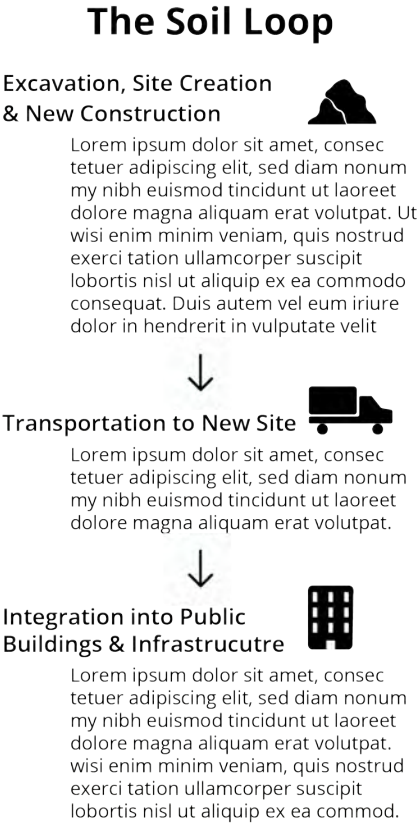 The Soil Loop
Excavation, Site Creation
& New Construction
Lorem ipsum dolor sit amet, consec
tetuer adipiscing elit, sed diam nonum
my nibh euismod tincidunt ut laoreet
dolore magna aliquam erat volutpat. Ut
wisi enim minim veniam, quis nostrud
exerci tation ullamcorper suscipit
lobortis nisl ut aliquip ex ea commodo
consequat. Duis autem vel eum iriure
dolor in hendrerit in vulputate velit
Transportation to New Site
Lorem ipsum dolor sit amet, consec
tetuer adipiscing elit, sed diam nonum
my nibh euismod tincidunt ut laoreet
dolore magna aliquam erat volutpat.
Integration into Public
Buildings & Infrastrucutre
Lorem ipsum dolor sit amet, consec
tetuer adipiscing elit, sed diam nonum
my nibh euismod tincidunt ut laoreet
dolore magna aliquam erat volutpat.
wisi enim minim veniam, quis nostrud
exerci tation ullamcorper suscipit
lobortis nisl ut aliquip ex ea commod.